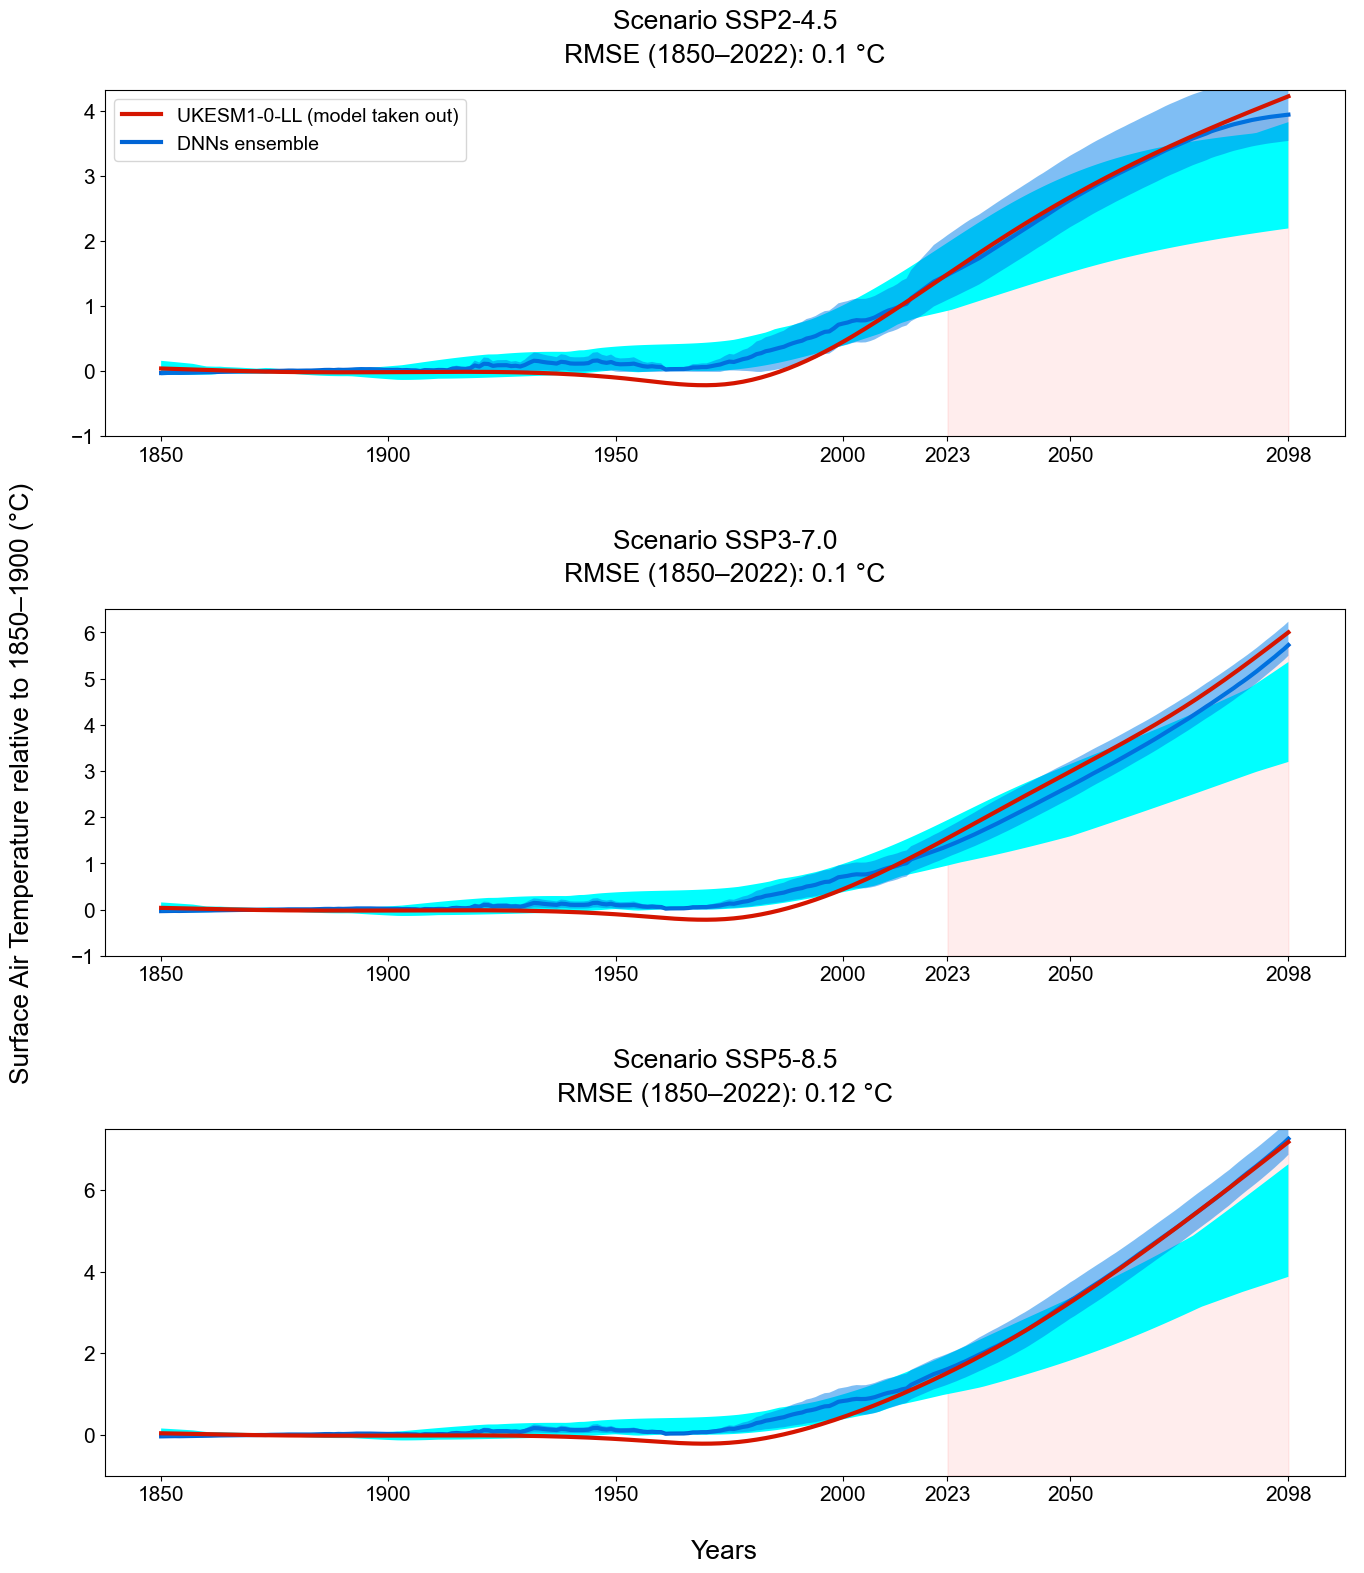 Scenario SSP2-4.5
RMSE (1850–2022): 0.1 °C
UKESM1-0-LL (model taken out)
DNNs ensemble
4
3
2
1
0
−1
1850 1900 1950 2000 2023 2050 2098
Surface Air Temperature relative to 1850–1900 (°C)
Scenario SSP3-7.0
RMSE (1850–2022): 0.1 °C
6
5
4
3
2
1
0
−1
1850 1900 1950 2000 2023 2050 2098
Scenario SSP5-8.5
RMSE (1850–2022): 0.12 °C
6
4
2
0
1850 1900 1950 2000 2023 2050 2098
Years